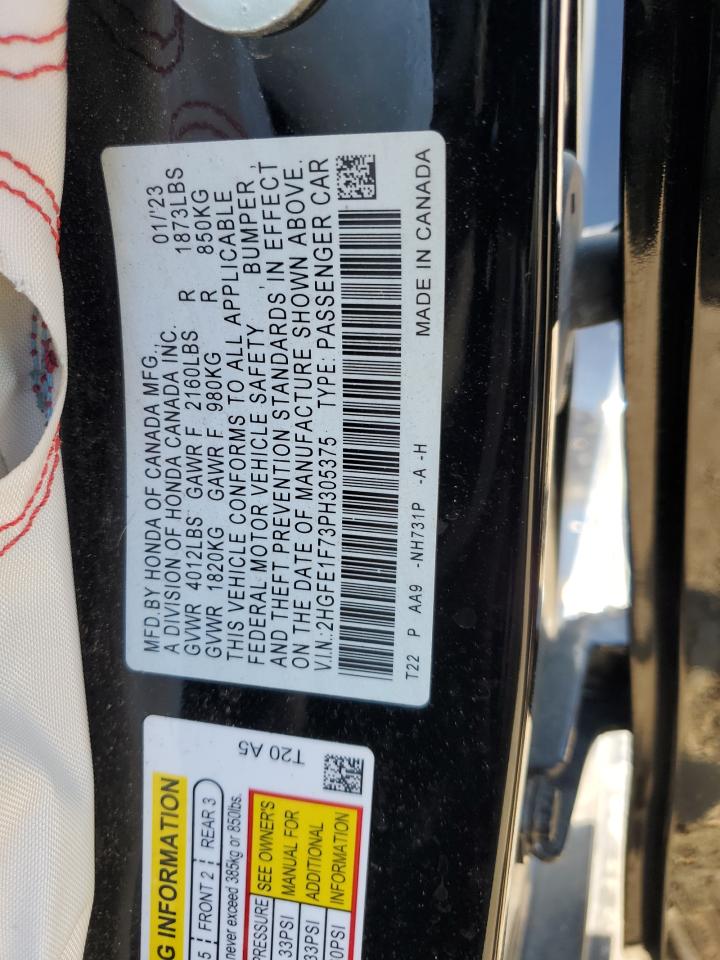 MFD. BY HONDA OF CANADA MFG.,
A DIVISION OF HONDA CANADA INC. 01/'23
GVWR 4012LBS GAWR F 2160LBS R 1873LBS
GVWR 1820KG GAWR F 980KG R 850KG
THIS VEHICLE CONFORMS TO ALL APPLICABLE
FEDERAL MOTOR VEHICLE SAFETY , BUMPER ,
AND THEFT PREVENTION STANDARDS IN EFFECT
ON THE DATE OF MANUFACTURE SHOWN ABOVE.
V.I.N.:2HGFE1F73PH305375 TYPE: PASSENGER CAR
T22 P AA9 -NH731P -A -H MADE IN CANADA
T20 A5
G INFORMATION
5 FRONT 2 REAR 3
never exceed 385kg or 850lbs.
PRESSURE SEE OWNER'S
33PSI MANUAL FOR
33PSI ADDITIONAL
0PSI INFORMATION